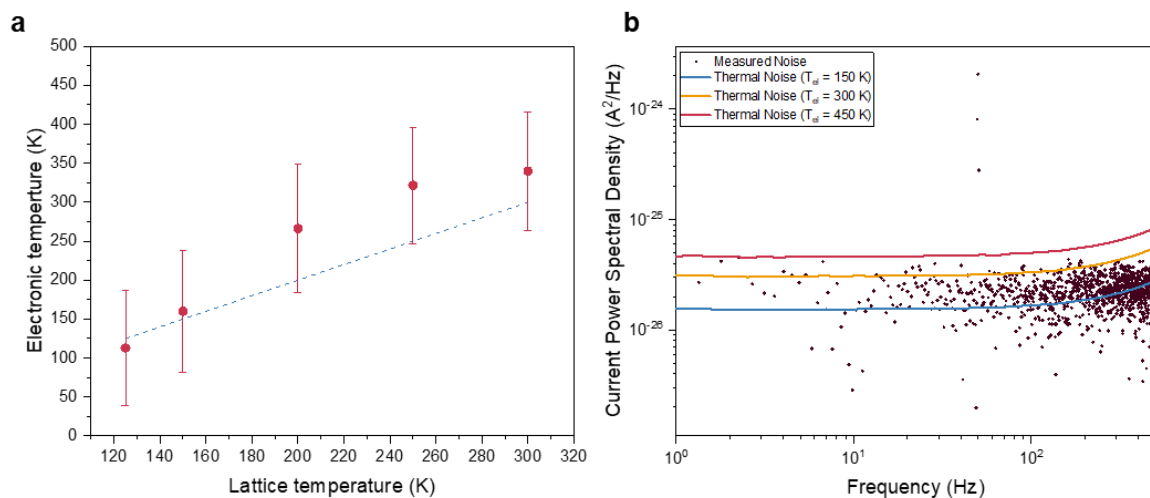 a
500
450
400
350
300
250
200
150
100
50
0
Electronic temperture (K)
120 140 160 180 200 220 240 260 280 300 320
Lattice temperature (K)
b
Measured Noise
Thermal Noise (Tel = 150 K)
Thermal Noise (Tel = 300 K)
Thermal Noise (Tel = 450 K)
10-24
10-25
10-26
Current Power Spectral Density (A2/Hz)
100 101 102
Frequency (Hz)